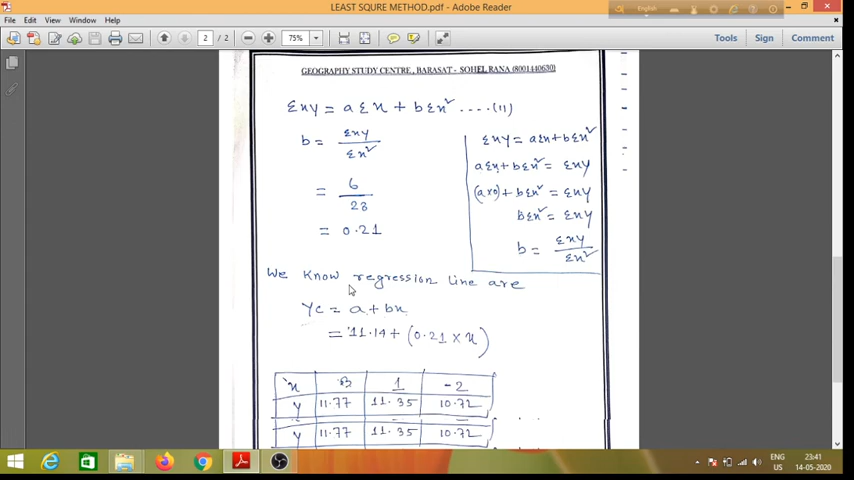 LEAST SQURE METHOD.pdf - Adobe Reader
English
File Edit View Window Help
2 / 2 75% Tools Sign Comment
GEOGRAPHY STUDY CENTRE, BARASAT - SOHEL RANA (8001440630)
Σxy = aΣx + bΣx² ....(11)
b = Σxy / Σx²
= 6 / 28
= 0.21
Σxy = aΣx + bΣx²
aΣx + bΣx² = Σxy
(a×0) + bΣx² = Σxy
bΣx² = Σxy
b = Σxy / Σx²
We know regression line are
Yc = a + bx
= 11.14 + (0.21 × x)
x 3 1 -2
Y 11.77 11.35 10.72
Y 11.77 11.35 10.72
ENG 23:41
US 14-05-2020